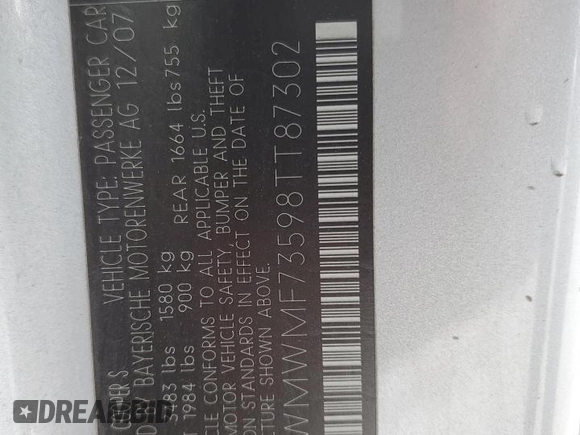 VEHICLE TYPE: PASSENGER CAR
BAYERISCHE MOTORENWERKE AG 12/07
lbs 1580 kg REAR 1664 lbs 755 kg
1984 lbs 900 kg
CONFORMS TO ALL APPLICABLE U.S.
MOTOR VEHICLE SAFETY, BUMPER AND THEFT
STANDARDS IN EFFECT ON THE DATE OF
SHOWN ABOVE.
WMWMF73598TT87302
DREAMBID